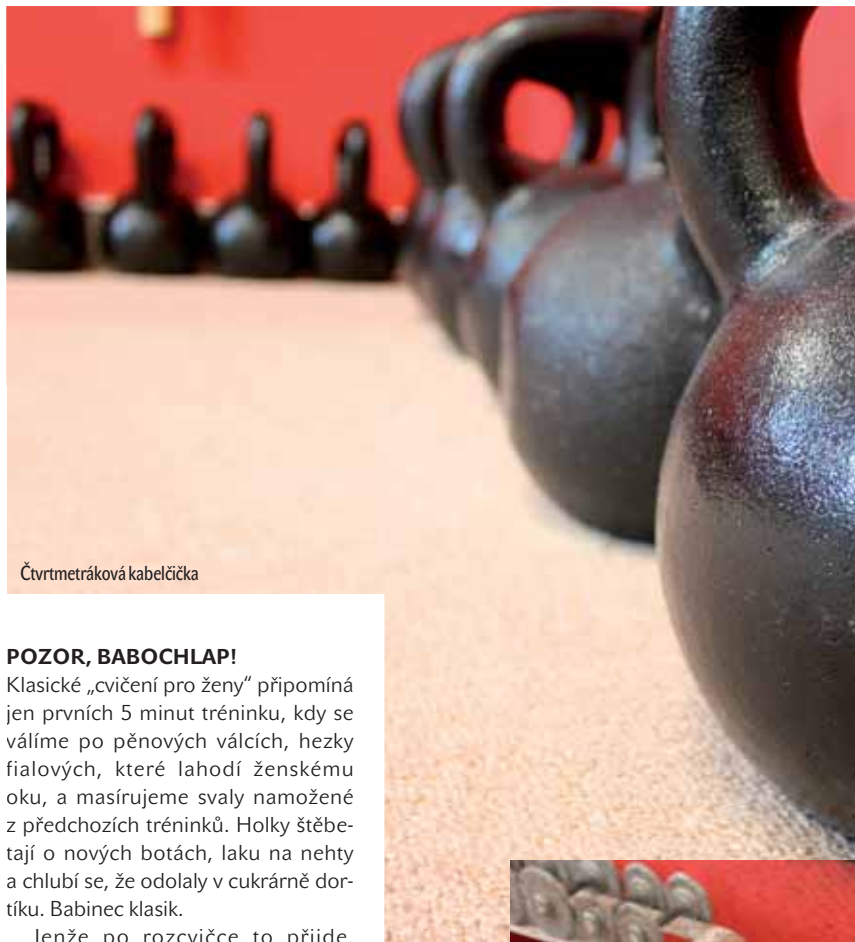 Čtvrtmetráková kabelčička
POZOR, BABOCHLAP!
Klasické „cvičení pro ženy“ připomíná
jen prvních 5 minut tréninku, kdy se
válíme po pěnových válcích, hezky
fialových, které lahodí ženskému
oku, a masírujeme svaly namožené
z předchozích tréninků. Holky štěbe-
tají o nových botách, laku na nehty
a chlubí se, že odolaly v cukrárně dor-
tíku. Babinec klasik.
Jenže po rozcvičce to přijde.